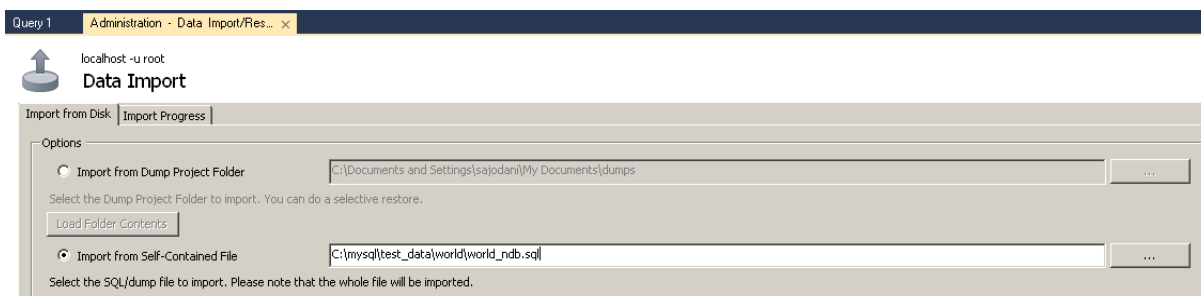 Query 1 Administration - Data Import/Res... ×
localhost -u root
Data Import
Import from Disk Import Progress
Options
Import from Dump Project Folder C:\Documents and Settings\sajodani\My Documents\dumps ...
Select the Dump Project Folder to import. You can do a selective restore.
Load Folder Contents
Import from Self-Contained File C:\mysql\test_data\world\world_ndb.sql ...
Select the SQL/dump file to import. Please note that the whole file will be imported.